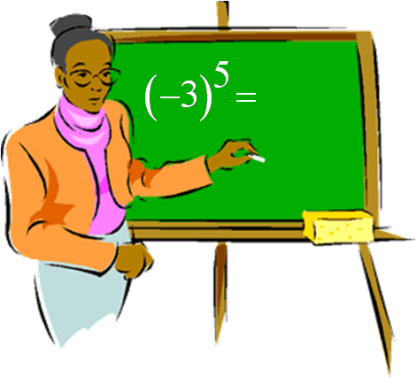 (−3)⁵ =